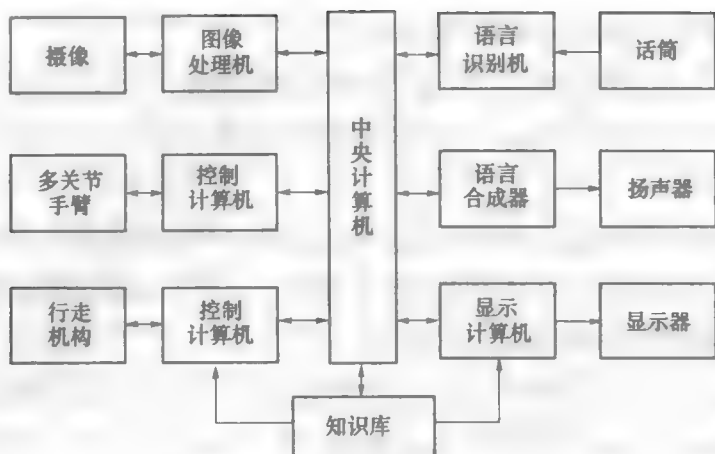 摄像
图像
处理机
语言
识别机
话筒
中
央
计
算
机
多关节
手臂
控制
计算机
语言
合成器
扬声器
行走
机构
控制
计算机
显示
计算机
显示器
知识库